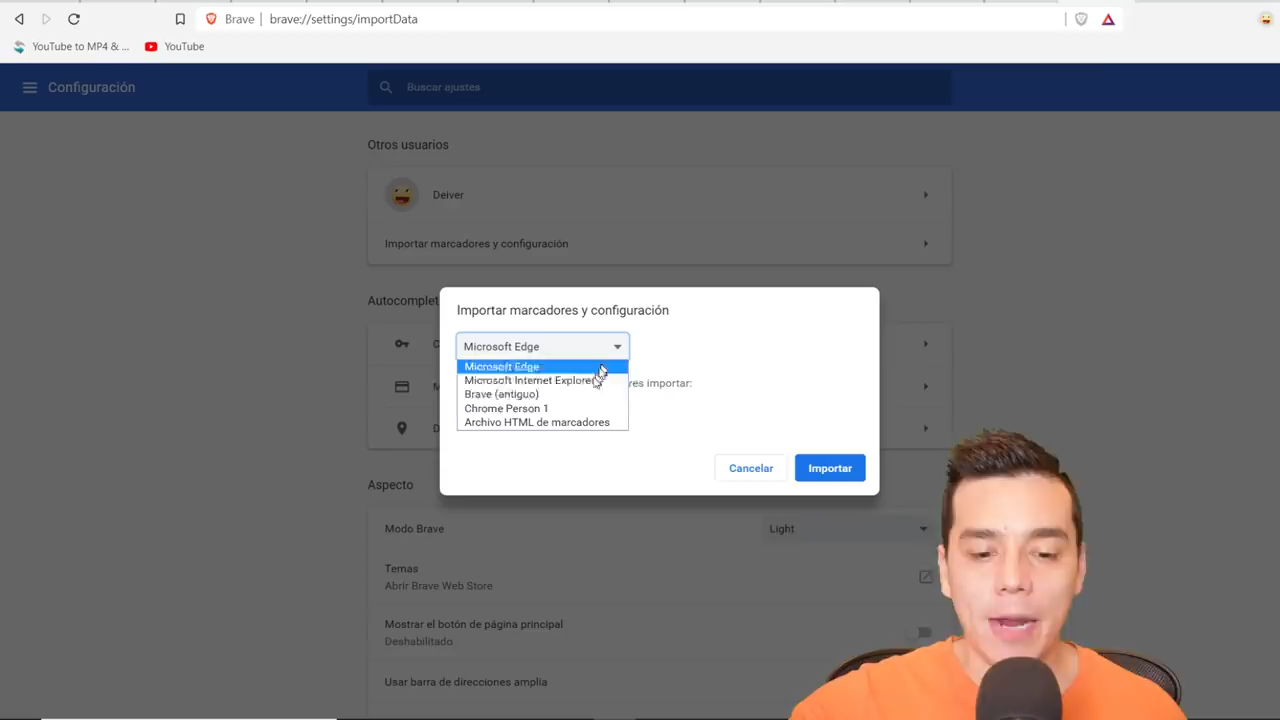 Brave
brave://settings/importData
YouTube to MP4 & ...
YouTube
Configuración
Buscar ajustes
Otros usuarios
Deiver
Importar marcadores y configuración
Autocomplet
Importar marcadores y configuración
Microsoft Edge
Microsoft Edge
Microsoft Internet Explorer
res importar:
Brave (antiguo)
Chrome Person 1
Archivo HTML de marcadores
Cancelar
Importar
Aspecto
Modo Brave
Light
Temas
Abrir Brave Web Store
Mostrar el botón de página principal
Deshabilitado
Usar barra de direcciones amplia